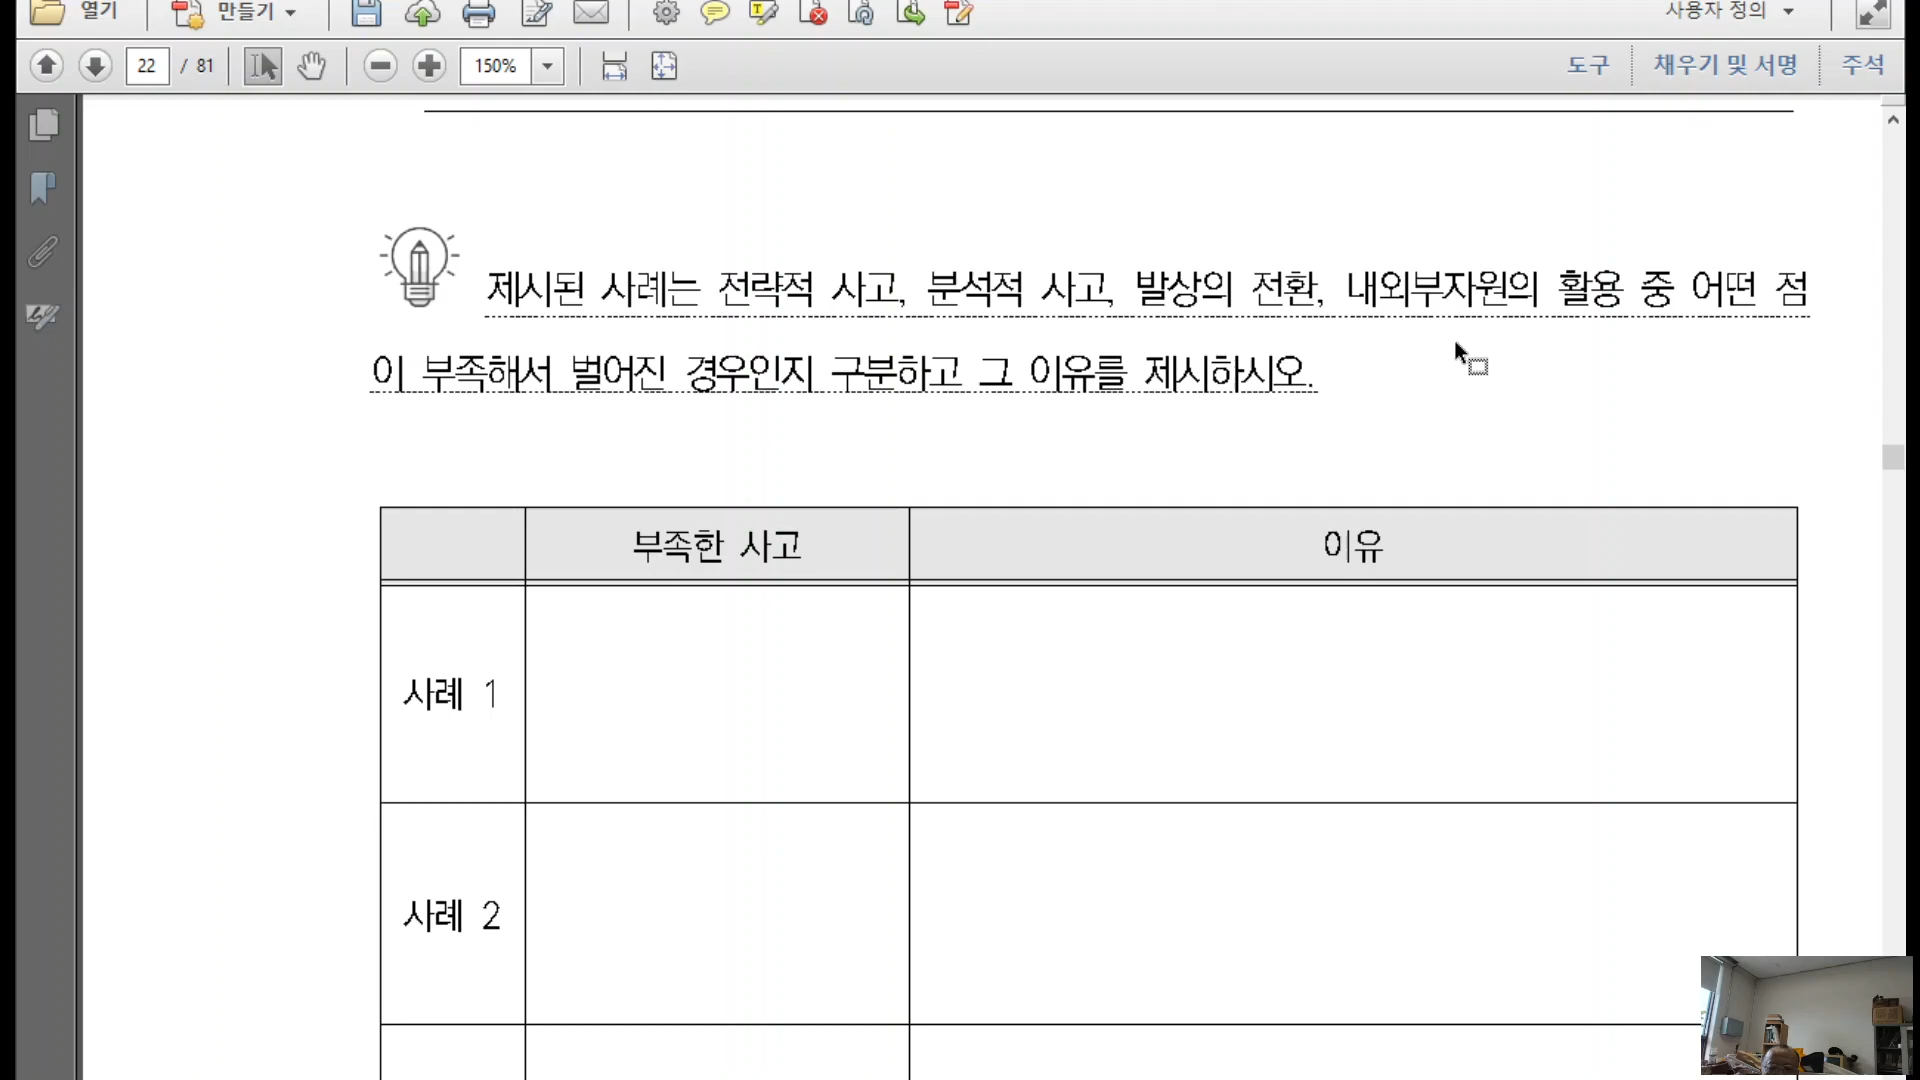 열기 만들기 사용자 정의
22 / 81 150% 도구 채우기 및 서명 주석
제시된 사례는 전략적 사고, 분석적 사고, 발상의 전환, 내외부자원의 활용 중 어떤 점
이 부족해서 벌어진 경우인지 구분하고 그 이유를 제시하시오.
부족한 사고 이유
사례 1
사례 2